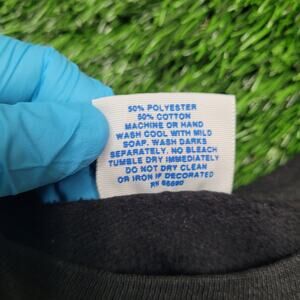 50% POLYESTER
50% COTTON
MACHINE OR HAND
WASH COOL WITH MILD
SOAP. WASH DARKS
SEPARATELY. NO BLEACH
TUMBLE DRY IMMEDIATELY
DO NOT DRY CLEAN
OR IRON IF DECORATED
RN